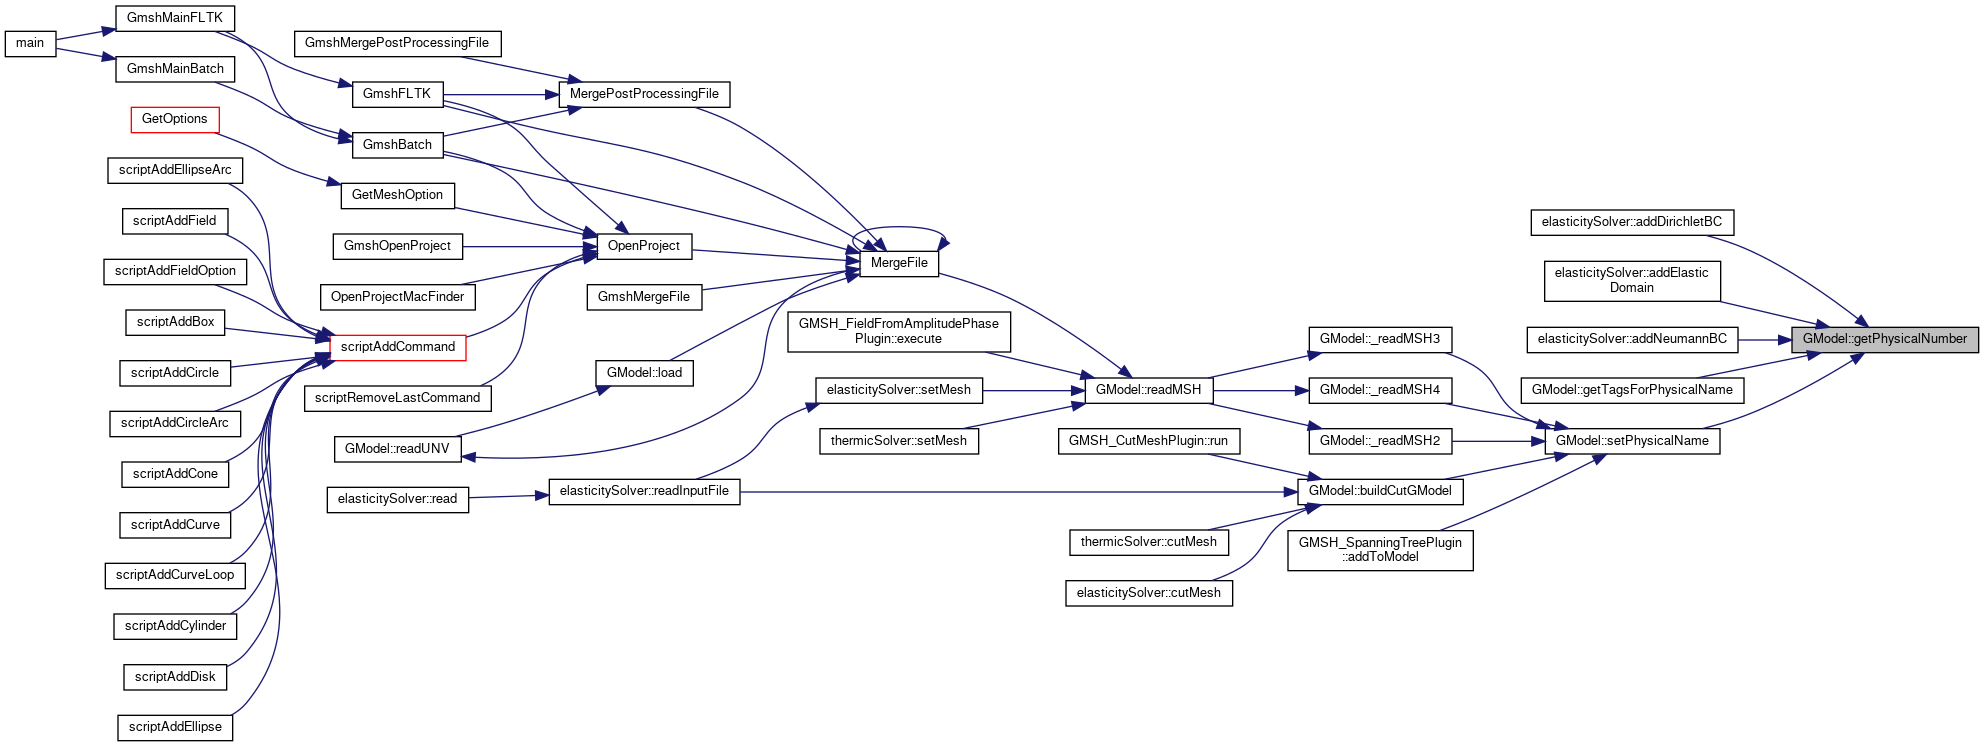 main
GmshMainFLTK
GmshMainBatch
GetOptions
scriptAddEllipseArc
scriptAddField
scriptAddFieldOption
scriptAddBox
scriptAddCircle
scriptAddCircleArc
scriptAddCone
scriptAddCurve
scriptAddCurveLoop
scriptAddCylinder
scriptAddDisk
scriptAddEllipse
GmshMergePostProcessingFile
GmshFLTK
GmshBatch
GetMeshOption
GmshOpenProject
OpenProjectMacFinder
scriptAddCommand
scriptRemoveLastCommand
GModel::readUNV
elasticitySolver::read
MergePostProcessingFile
OpenProject
GmshMergeFile
GModel::load
elasticitySolver::readInputFile
MergeFile
GMSH_FieldFromAmplitudePhase
Plugin::execute
elasticitySolver::setMesh
thermicSolver::setMesh
GModel::readMSH
GMSH_CutMeshPlugin::run
thermicSolver::cutMesh
elasticitySolver::cutMesh
GModel::_readMSH3
GModel::_readMSH4
GModel::_readMSH2
GModel::buildCutGModel
GMSH_SpanningTreePlugin
::addToModel
elasticitySolver::addDirichletBC
elasticitySolver::addElastic
Domain
elasticitySolver::addNeumannBC
GModel::getTagsForPhysicalName
GModel::setPhysicalName
GModel::getPhysicalNumber